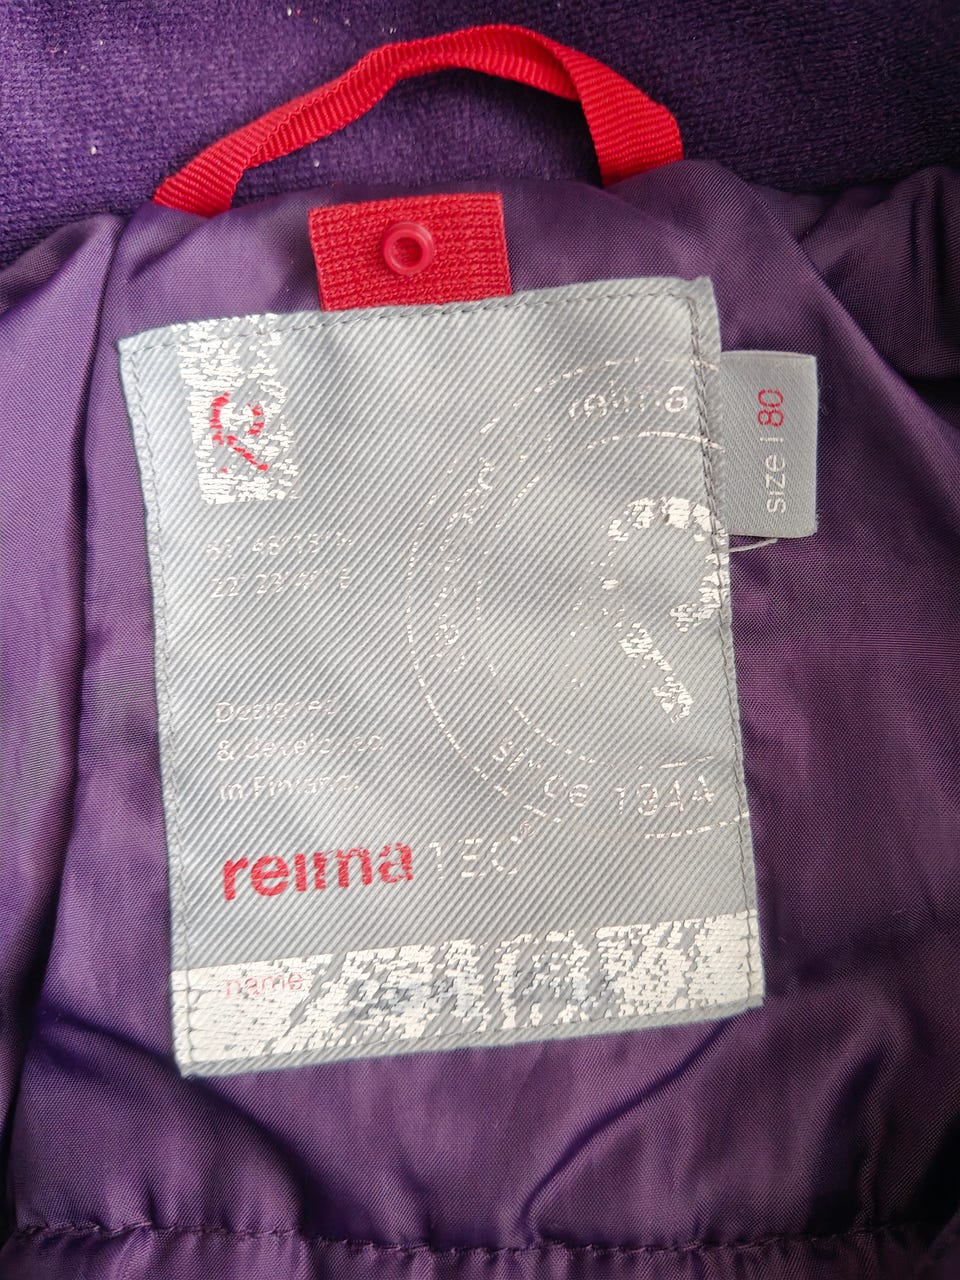 reima
size | 80
Designed
& developed
in Finland.
SINCE 1944
reimaTEC
name: